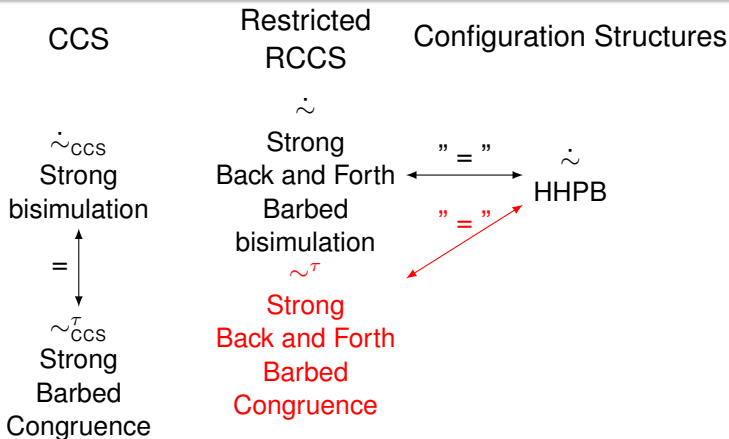 CCS
Restricted
RCCS
Configuration Structures
∼̇CCS
Strong
bisimulation
=
∼τCCS
Strong
Barbed
Congruence
∼̇
Strong
Back and Forth
Barbed
bisimulation
∼τ
Strong
Back and Forth
Barbed
Congruence
" = "
" = "
∼̇
HHPB